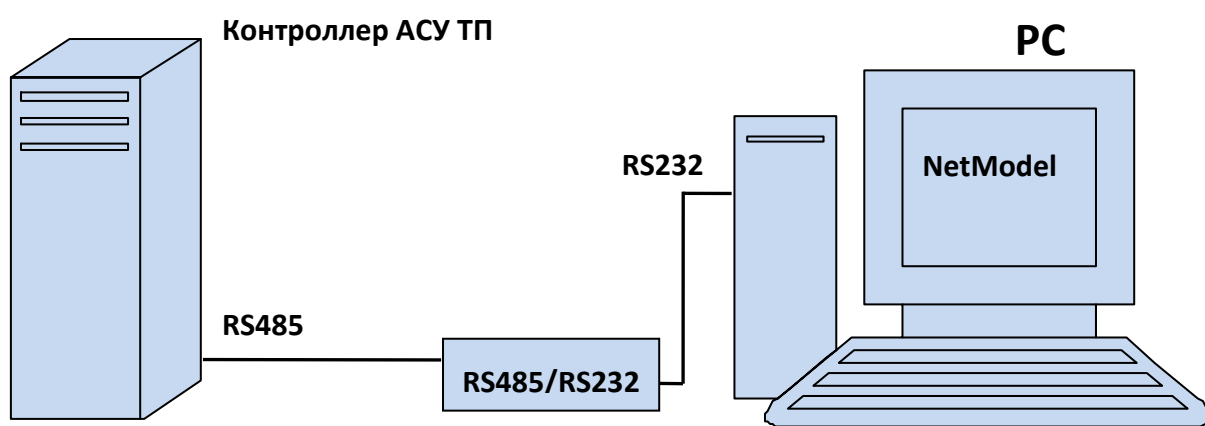 Контроллер АСУ ТП
PC
RS232
NetModel
RS485
RS485/RS232